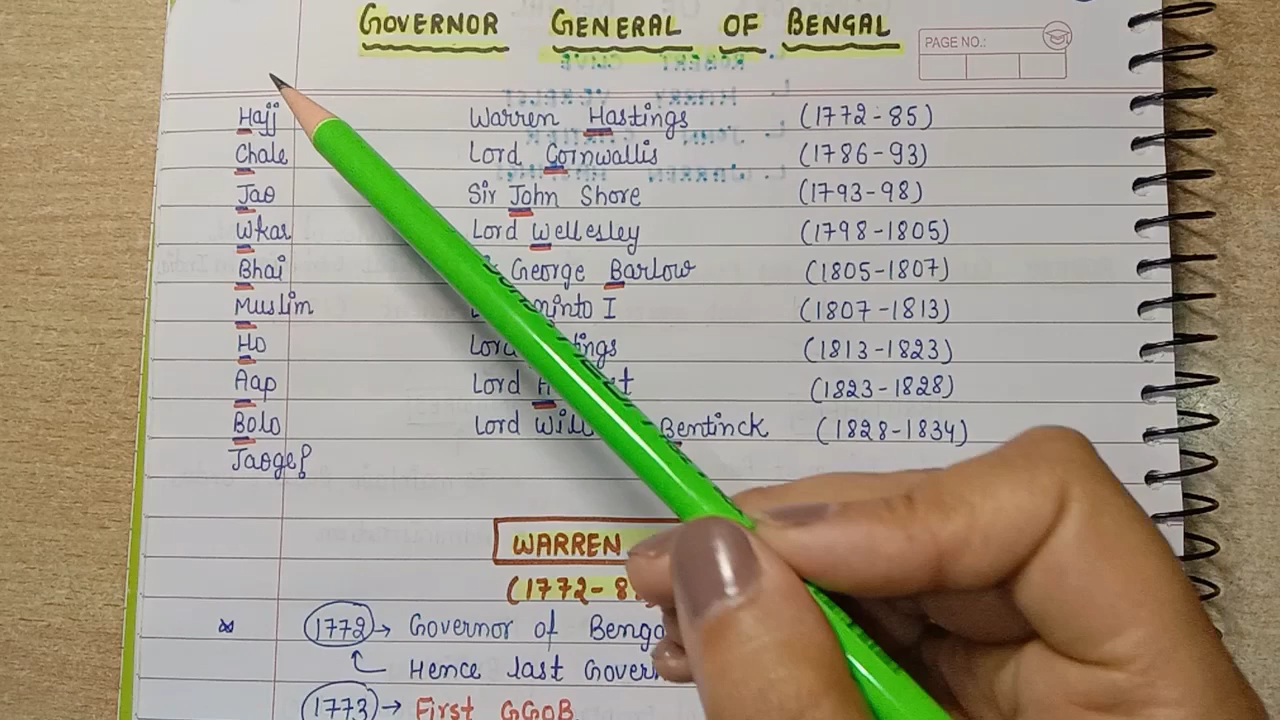 GOVERNOR GENERAL OF BENGAL
PAGE NO.:
Hajj Warren Hastings (1772-85)
Chale Lord Cornwallis (1786-93)
Jao Sir John Shore (1793-98)
Wkar Lord Wellesley (1798-1805)
Bhai George Barlow (1805-1807)
Muslim I (1807-1813)
Ho Lord (1813-1823)
Aap Lord (1823-1828)
Bolo Lord Bentinck (1828-1834)
Jaoge?
WARREN
(1772-8
1772 → Governor of
Hence last
1773 → First GGOB